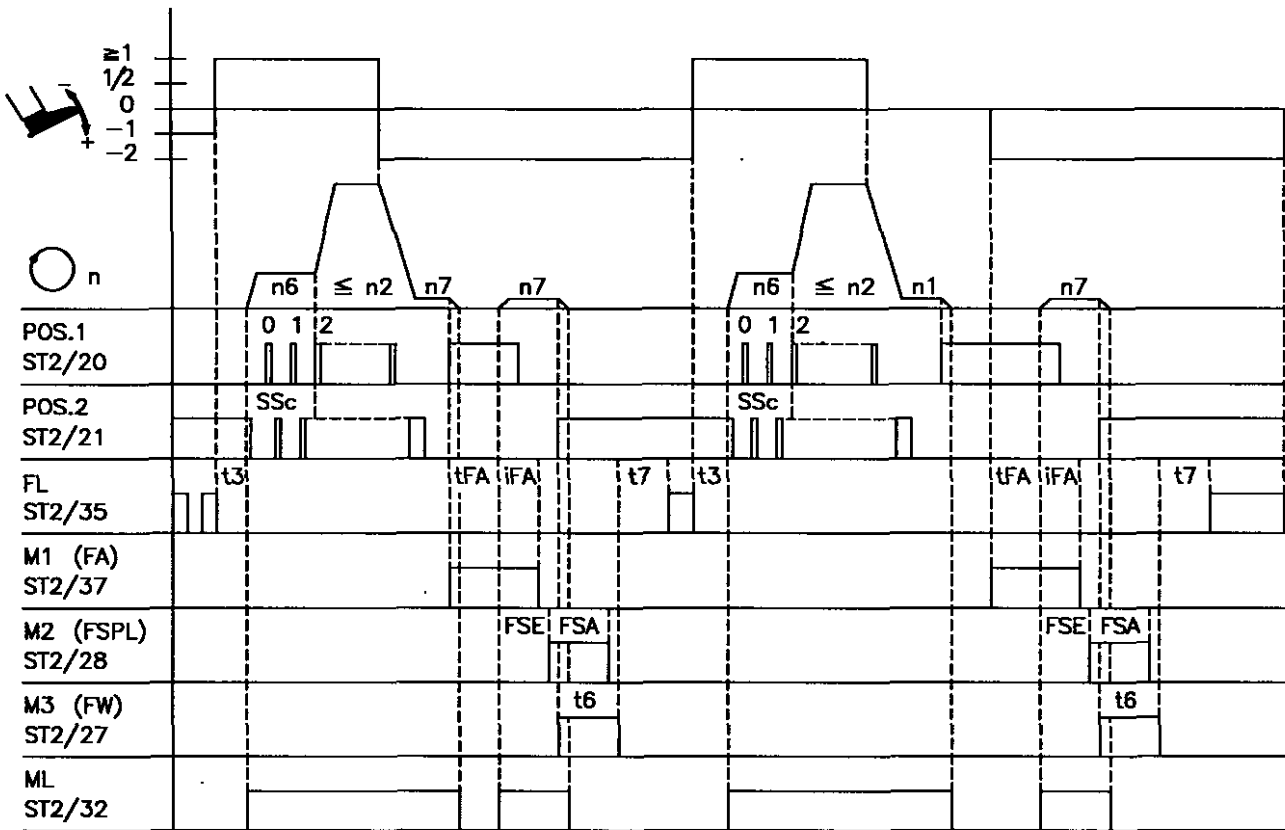 ≧1
1/2
0
−
−1
+
−2
n
n6 ≦ n2 n7 n7 n6 ≦ n2 n1 n7
POS.1 0 1 2 0 1 2
ST2/20
POS.2 SSc SSc
ST2/21
FL t3 tFA iFA t7 t3 tFA iFA t7
ST2/35
M1 (FA)
ST2/37
M2 (FSPL) FSE FSA FSE FSA
ST2/28
M3 (FW) t6 t6
ST2/27
ML
ST2/32